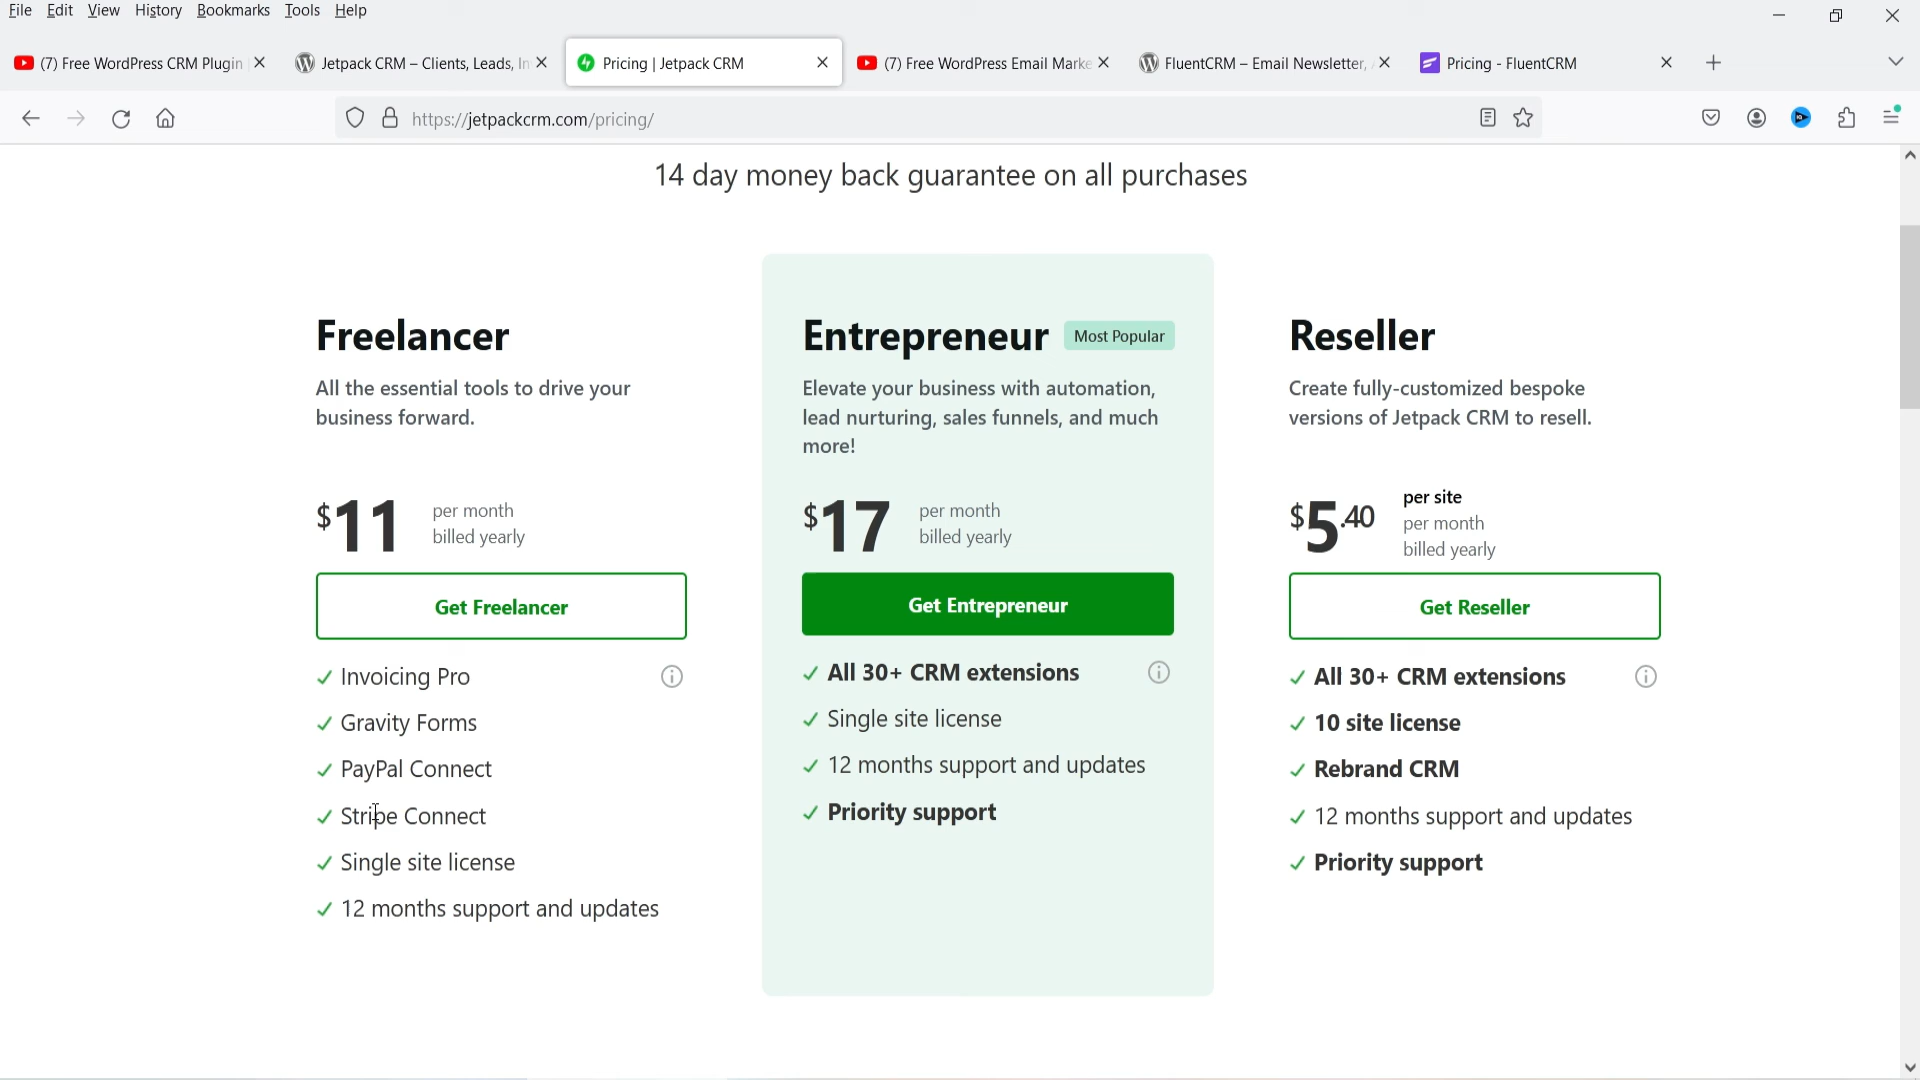 File Edit View History Bookmarks Tools Help
(7) Free WordPress CRM Plugin
Jetpack CRM – Clients, Leads, In
Pricing | Jetpack CRM
(7) Free WordPress Email Marke
FluentCRM – Email Newsletter,
Pricing - FluentCRM
https://jetpackcrm.com/pricing/
14 day money back guarantee on all purchases
Freelancer
All the essential tools to drive your
business forward.
$11 per month
billed yearly
Get Freelancer
Invoicing Pro
Gravity Forms
PayPal Connect
Stripe Connect
Single site license
12 months support and updates
Entrepreneur Most Popular
Elevate your business with automation,
lead nurturing, sales funnels, and much
more!
$17 per month
billed yearly
Get Entrepreneur
All 30+ CRM extensions
Single site license
12 months support and updates
Priority support
Reseller
Create fully-customized bespoke
versions of Jetpack CRM to resell.
$5.40 per site
per month
billed yearly
Get Reseller
All 30+ CRM extensions
10 site license
Rebrand CRM
12 months support and updates
Priority support